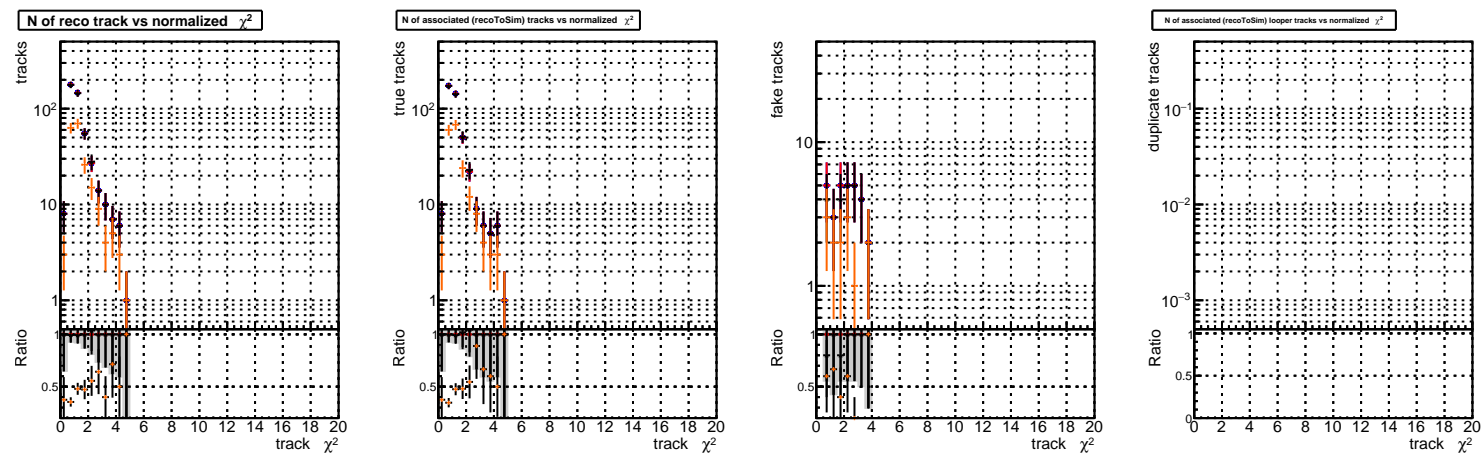 N of reco track vs normalized χ²
N of associated (recoToSim) tracks vs normalized χ²
N of associated (recoToSim) looper tracks vs normalized χ²
tracks
10²
10
1
Ratio
1
0.5
0 2 4 6 8 10 12 14 16 18 20
track χ²
true tracks
10²
10
1
Ratio
1
0.5
0 2 4 6 8 10 12 14 16 18 20
track χ²
fake tracks
10
1
Ratio
1
0.5
0 2 4 6 8 10 12 14 16 18 20
track χ²
duplicate tracks
10⁻¹
10⁻²
10⁻³
Ratio
1
0.5
0
0 2 4 6 8 10 12 14 16 18 20
track χ²